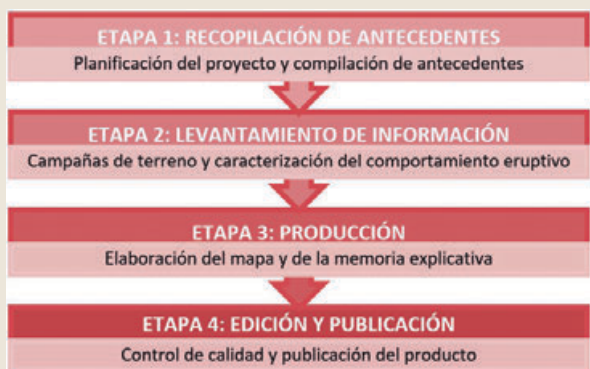 ETAPA 1: RECOPILACIÓN DE ANTECEDENTES
Planificación del proyecto y compilación de antecedentes
ETAPA 2: LEVANTAMIENTO DE INFORMACIÓN
Campañas de terreno y caracterización del comportamiento eruptivo
ETAPA 3: PRODUCCIÓN
Elaboración del mapa y de la memoria explicativa
ETAPA 4: EDICIÓN Y PUBLICACIÓN
Control de calidad y publicación del producto